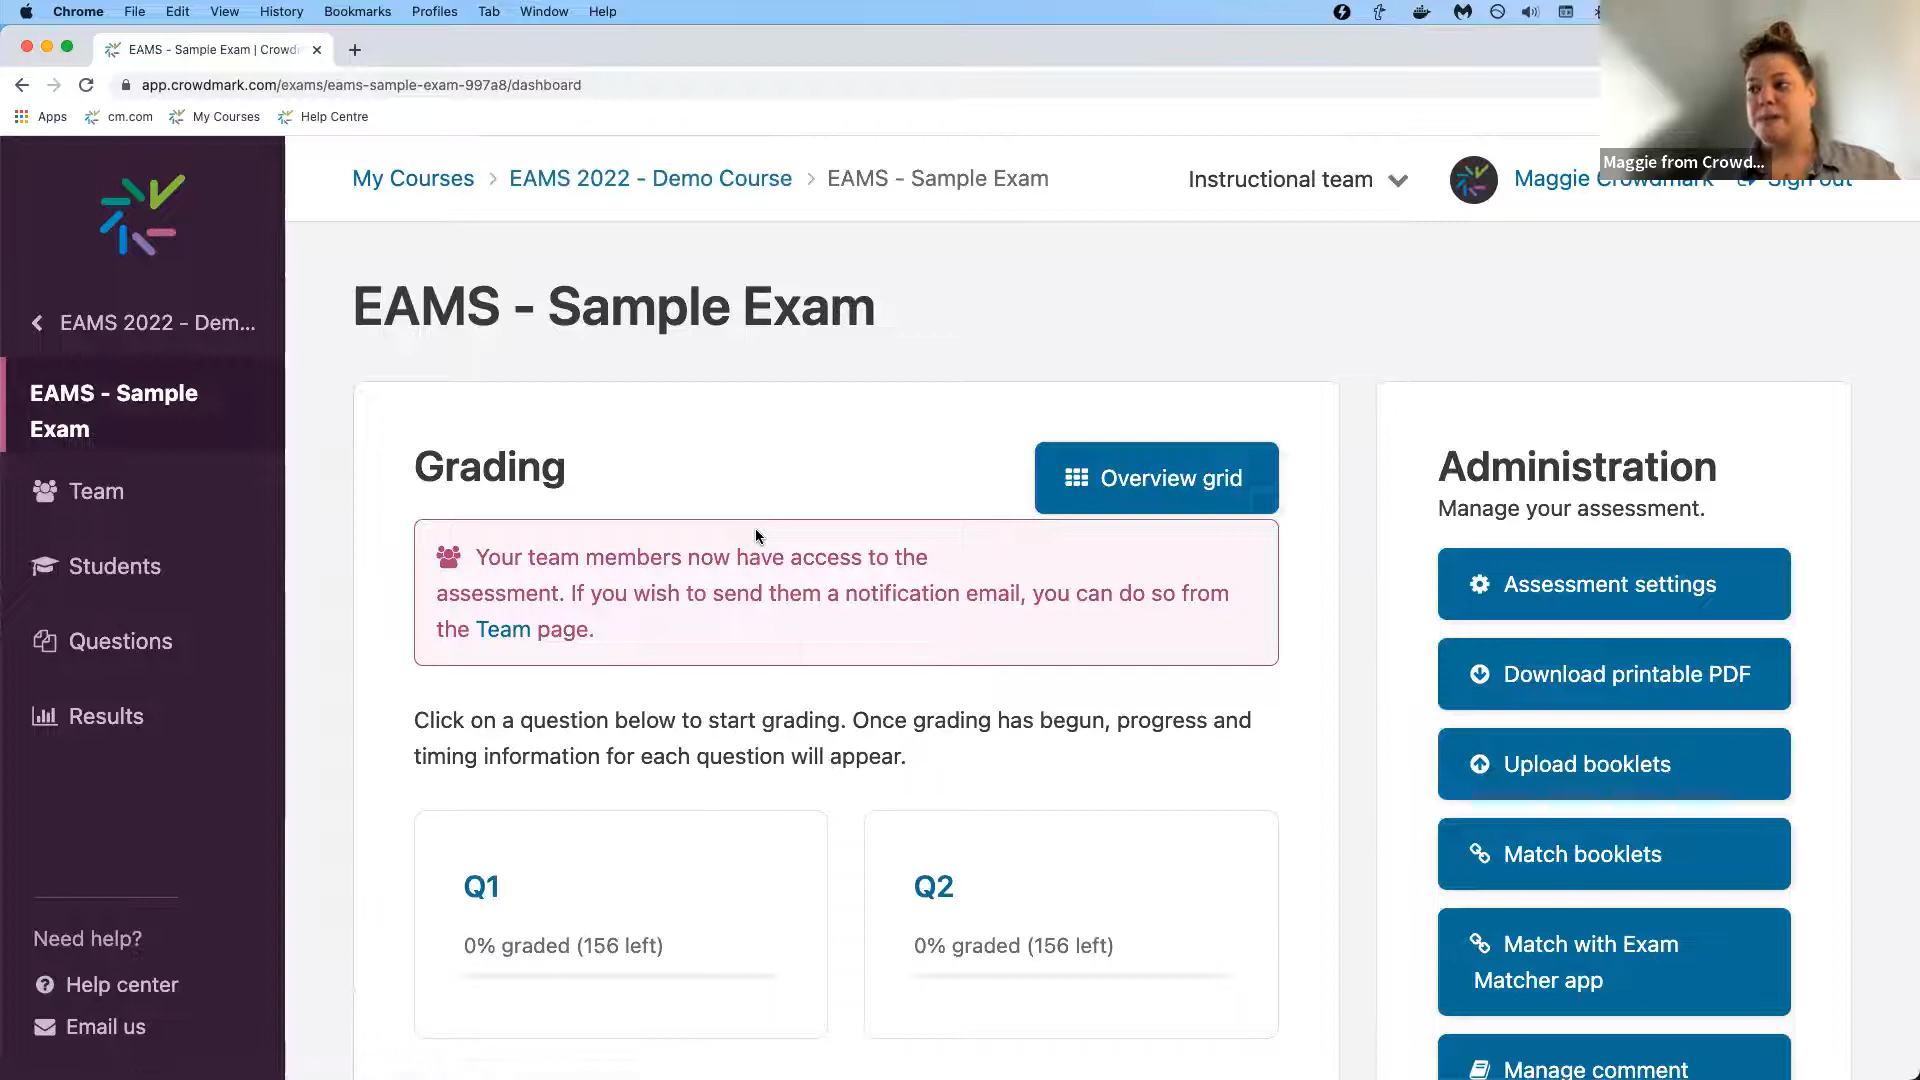 Chrome File Edit View History Bookmarks Profiles Tab Window Help
EAMS - Sample Exam | Crowd
app.crowdmark.com/exams/eams-sample-exam-997a8/dashboard
Apps cm.com My Courses Help Centre
Maggie from Crowd...
My Courses > EAMS 2022 - Demo Course > EAMS - Sample Exam
Instructional team
Maggie Crowdmark Sign out
EAMS 2022 - Dem...
EAMS - Sample
Exam
Team
Students
Questions
Results
Need help?
Help center
Email us
EAMS - Sample Exam
Grading
Overview grid
Your team members now have access to the
assessment. If you wish to send them a notification email, you can do so from
the Team page.
Click on a question below to start grading. Once grading has begun, progress and
timing information for each question will appear.
Q1
0% graded (156 left)
Q2
0% graded (156 left)
Administration
Manage your assessment.
Assessment settings
Download printable PDF
Upload booklets
Match booklets
Match with Exam
Matcher app
Manage comment